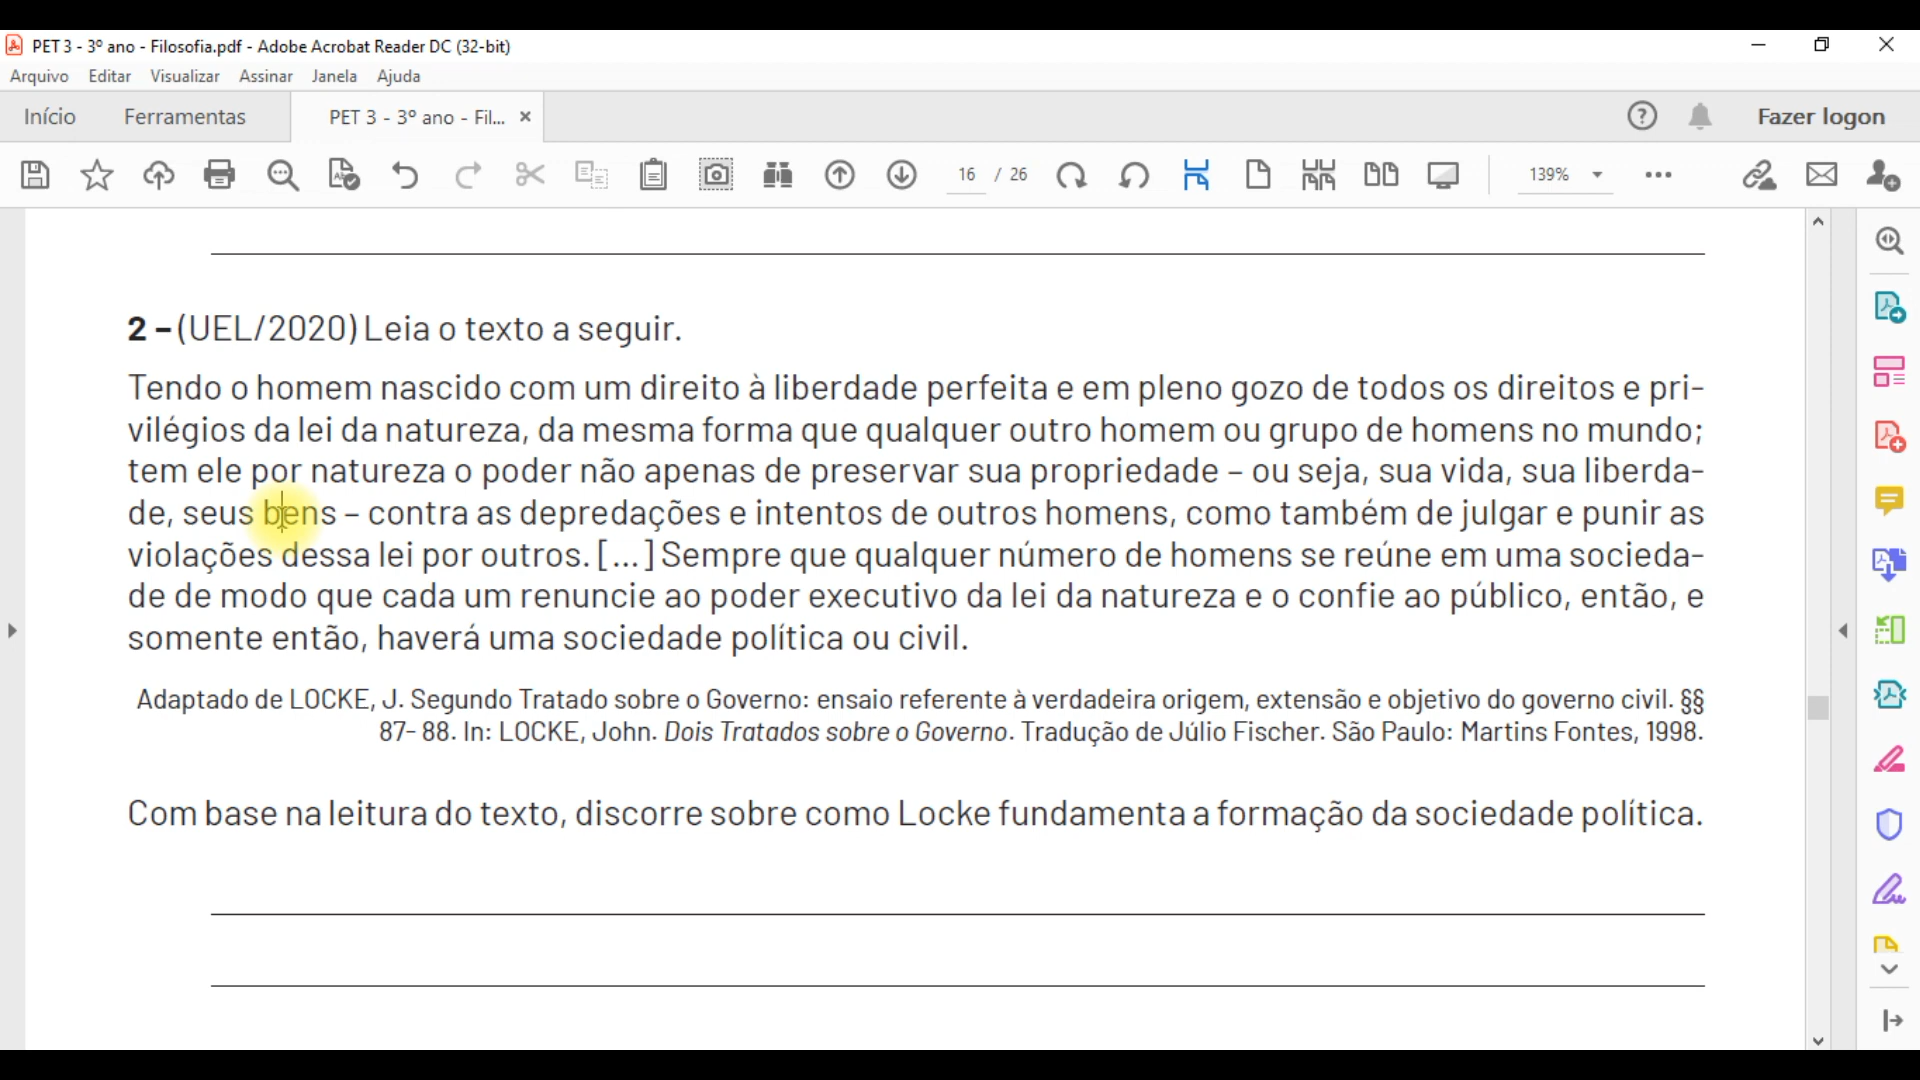 PET 3 - 3º ano - Filosofia.pdf - Adobe Acrobat Reader DC (32-bit)
Arquivo Editar Visualizar Assinar Janela Ajuda
Início Ferramentas PET 3 - 3º ano - Fil... Fazer logon
16 / 26 139%
2 – (UEL/2020) Leia o texto a seguir.
Tendo o homem nascido com um direito à liberdade perfeita e em pleno gozo de todos os direitos e pri-
vilégios da lei da natureza, da mesma forma que qualquer outro homem ou grupo de homens no mundo;
tem ele por natureza o poder não apenas de preservar sua propriedade – ou seja, sua vida, sua liberda-
de, seus bens – contra as depredações e intentos de outros homens, como também de julgar e punir as
violações dessa lei por outros. [...] Sempre que qualquer número de homens se reúne em uma socieda-
de de modo que cada um renuncie ao poder executivo da lei da natureza e o confie ao público, então, e
somente então, haverá uma sociedade política ou civil.
Adaptado de LOCKE, J. Segundo Tratado sobre o Governo: ensaio referente à verdadeira origem, extensão e objetivo do governo civil. §§
87- 88. In: LOCKE, John. Dois Tratados sobre o Governo. Tradução de Júlio Fischer. São Paulo: Martins Fontes, 1998.
Com base na leitura do texto, discorre sobre como Locke fundamenta a formação da sociedade política.